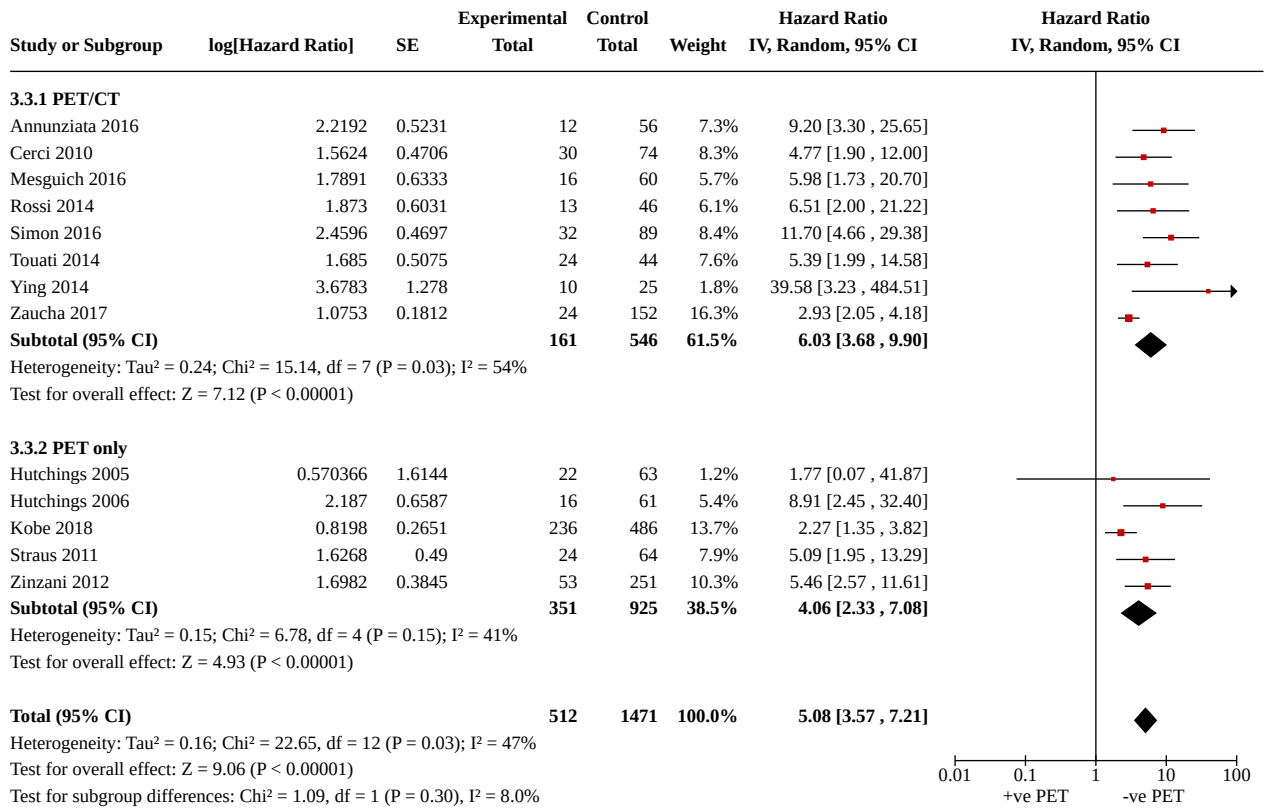 Experimental Control Hazard Ratio Hazard Ratio
Study or Subgroup log[Hazard Ratio] SE Total Total Weight IV, Random, 95% CI IV, Random, 95% CI
3.3.1 PET/CT
Annunziata 2016 2.2192 0.5231 12 56 7.3% 9.20 [3.30 , 25.65]
Cerci 2010 1.5624 0.4706 30 74 8.3% 4.77 [1.90 , 12.00]
Mesguich 2016 1.7891 0.6333 16 60 5.7% 5.98 [1.73 , 20.70]
Rossi 2014 1.873 0.6031 13 46 6.1% 6.51 [2.00 , 21.22]
Simon 2016 2.4596 0.4697 32 89 8.4% 11.70 [4.66 , 29.38]
Touati 2014 1.685 0.5075 24 44 7.6% 5.39 [1.99 , 14.58]
Ying 2014 3.6783 1.278 10 25 1.8% 39.58 [3.23 , 484.51]
Zaucha 2017 1.0753 0.1812 24 152 16.3% 2.93 [2.05 , 4.18]
Subtotal (95% CI) 161 546 61.5% 6.03 [3.68 , 9.90]
Heterogeneity: Tau² = 0.24; Chi² = 15.14, df = 7 (P = 0.03); I² = 54%
Test for overall effect: Z = 7.12 (P < 0.00001)
3.3.2 PET only
Hutchings 2005 0.570366 1.6144 22 63 1.2% 1.77 [0.07 , 41.87]
Hutchings 2006 2.187 0.6587 16 61 5.4% 8.91 [2.45 , 32.40]
Kobe 2018 0.8198 0.2651 236 486 13.7% 2.27 [1.35 , 3.82]
Straus 2011 1.6268 0.49 24 64 7.9% 5.09 [1.95 , 13.29]
Zinzani 2012 1.6982 0.3845 53 251 10.3% 5.46 [2.57 , 11.61]
Subtotal (95% CI) 351 925 38.5% 4.06 [2.33 , 7.08]
Heterogeneity: Tau² = 0.15; Chi² = 6.78, df = 4 (P = 0.15); I² = 41%
Test for overall effect: Z = 4.93 (P < 0.00001)
Total (95% CI) 512 1471 100.0% 5.08 [3.57 , 7.21]
Heterogeneity: Tau² = 0.16; Chi² = 22.65, df = 12 (P = 0.03); I² = 47%
Test for overall effect: Z = 9.06 (P < 0.00001)
0.01 0.1 1 10 100
Test for subgroup differences: Chi² = 1.09, df = 1 (P = 0.30), I² = 8.0%
+ve PET -ve PET